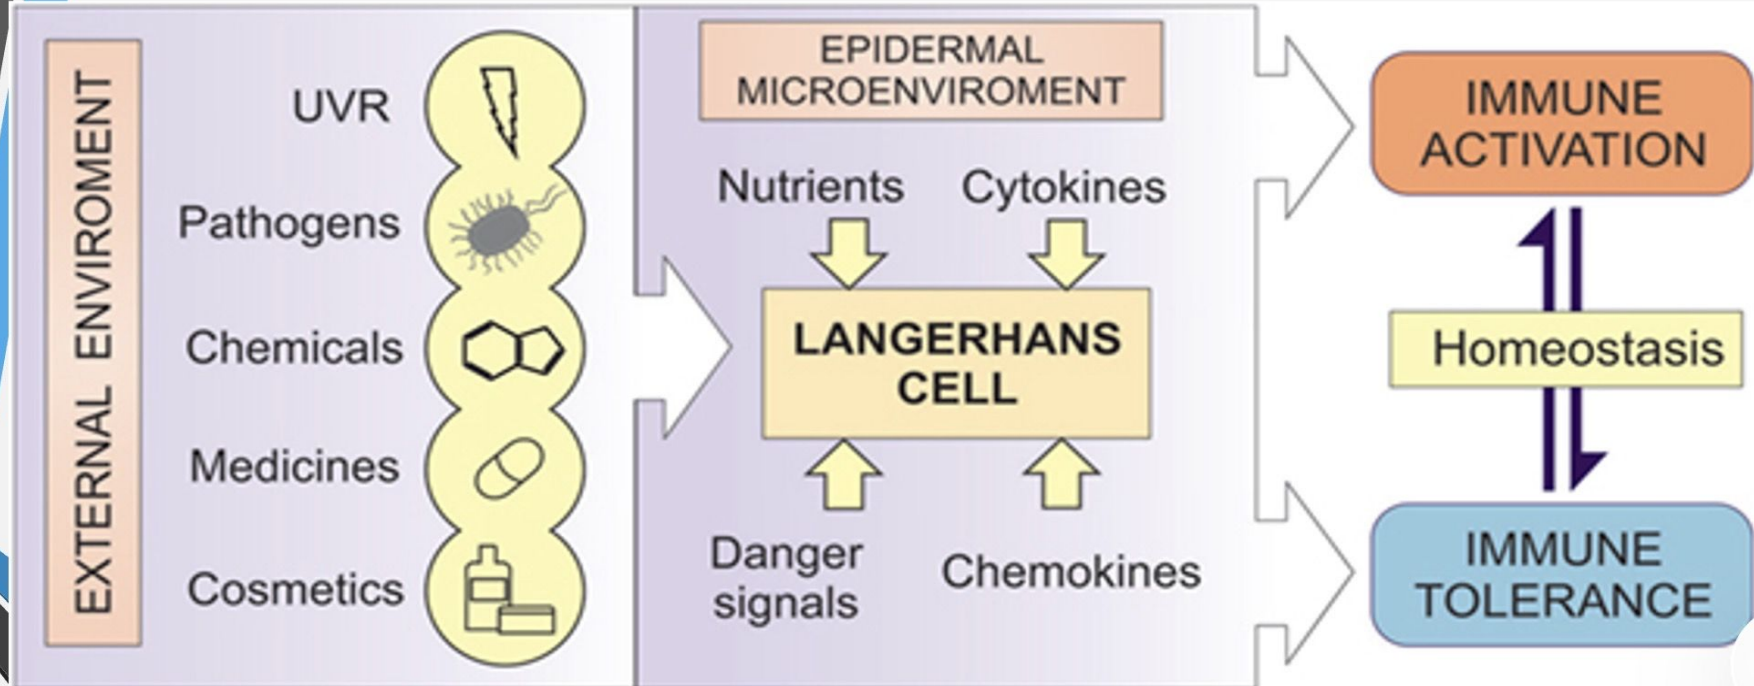 EXTERNAL ENVIROMENT
UVR
Pathogens
Chemicals
Medicines
Cosmetics
EPIDERMAL
MICROENVIROMENT
Nutrients
Cytokines
LANGERHANS
CELL
Danger
signals
Chemokines
IMMUNE
ACTIVATION
Homeostasis
IMMUNE
TOLERANCE